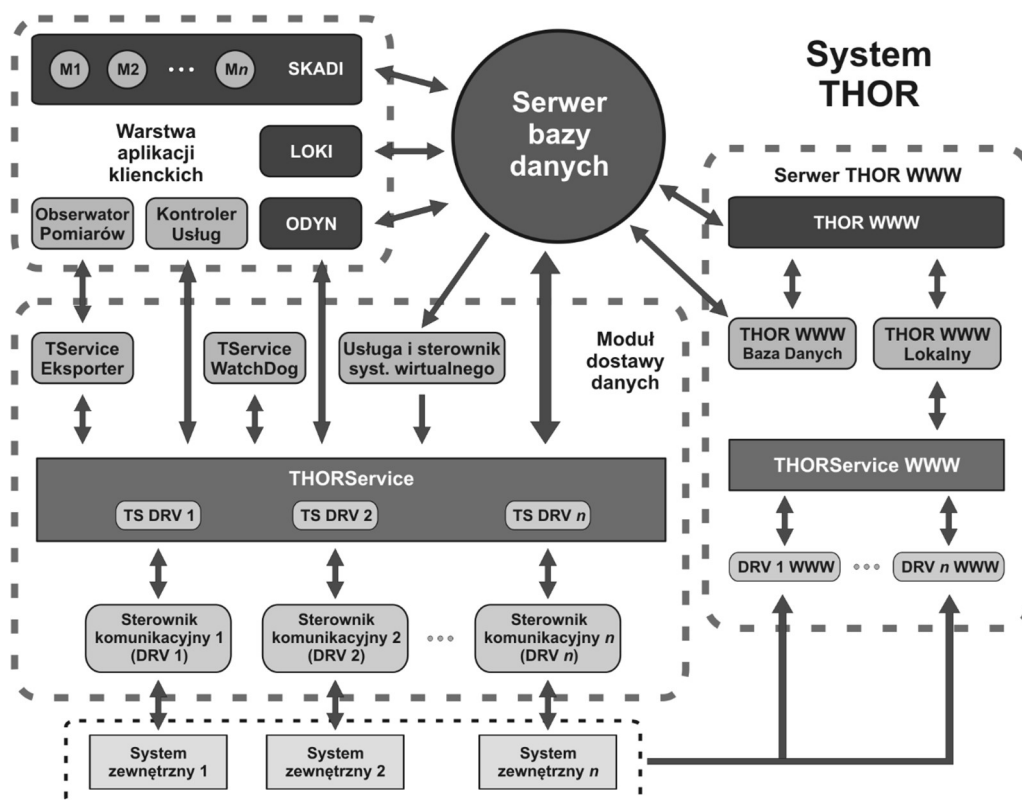 System
THOR
M1 M2 ••• Mn SKADI
Warstwa
aplikacji
klienckich
LOKI
Obserwator
Pomiarów
Kontroler
Usług
ODYN
Serwer
bazy
danych
Serwer THOR WWW
THOR WWW
THOR WWW
Baza Danych
THOR WWW
Lokalny
THORService WWW
DRV 1 WWW
DRV n WWW
TService
Eksporter
TService
WatchDog
Usługa i sterownik
syst. wirtualnego
Moduł
dostawy
danych
THORService
TS DRV 1
TS DRV 2
TS DRV n
Sterownik
komunikacyjny 1
(DRV 1)
Sterownik
komunikacyjny 2
(DRV 2)
Sterownik
komunikacyjny n
(DRV n)
System
zewnętrzny 1
System
zewnętrzny 2
System
zewnętrzny n